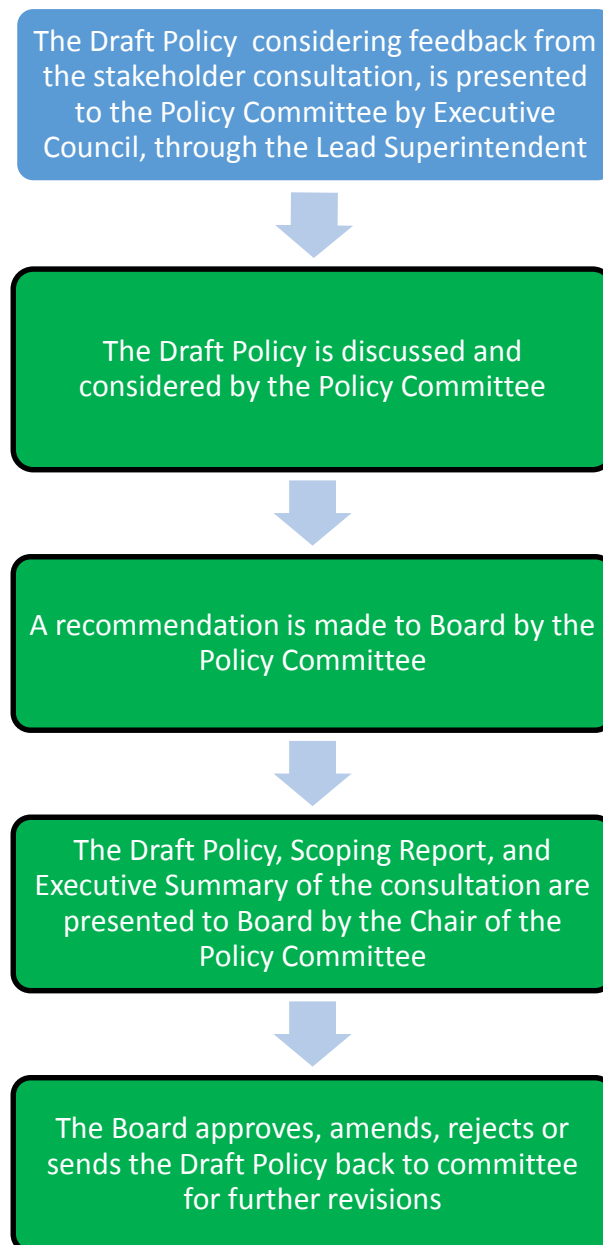 The Draft Policy  considering feedback from
the stakeholder consultation, is presented
to the Policy Committee by Executive
Council, through the Lead Superintendent
The Draft Policy is discussed and
considered by the Policy Committee
A recommendation is made to Board by the
Policy Committee
The Draft Policy, Scoping Report, and
Executive Summary of the consultation are
presented to Board by the Chair of the
Policy Committee
The Board approves, amends, rejects or
sends the Draft Policy back to committee
for further revisions